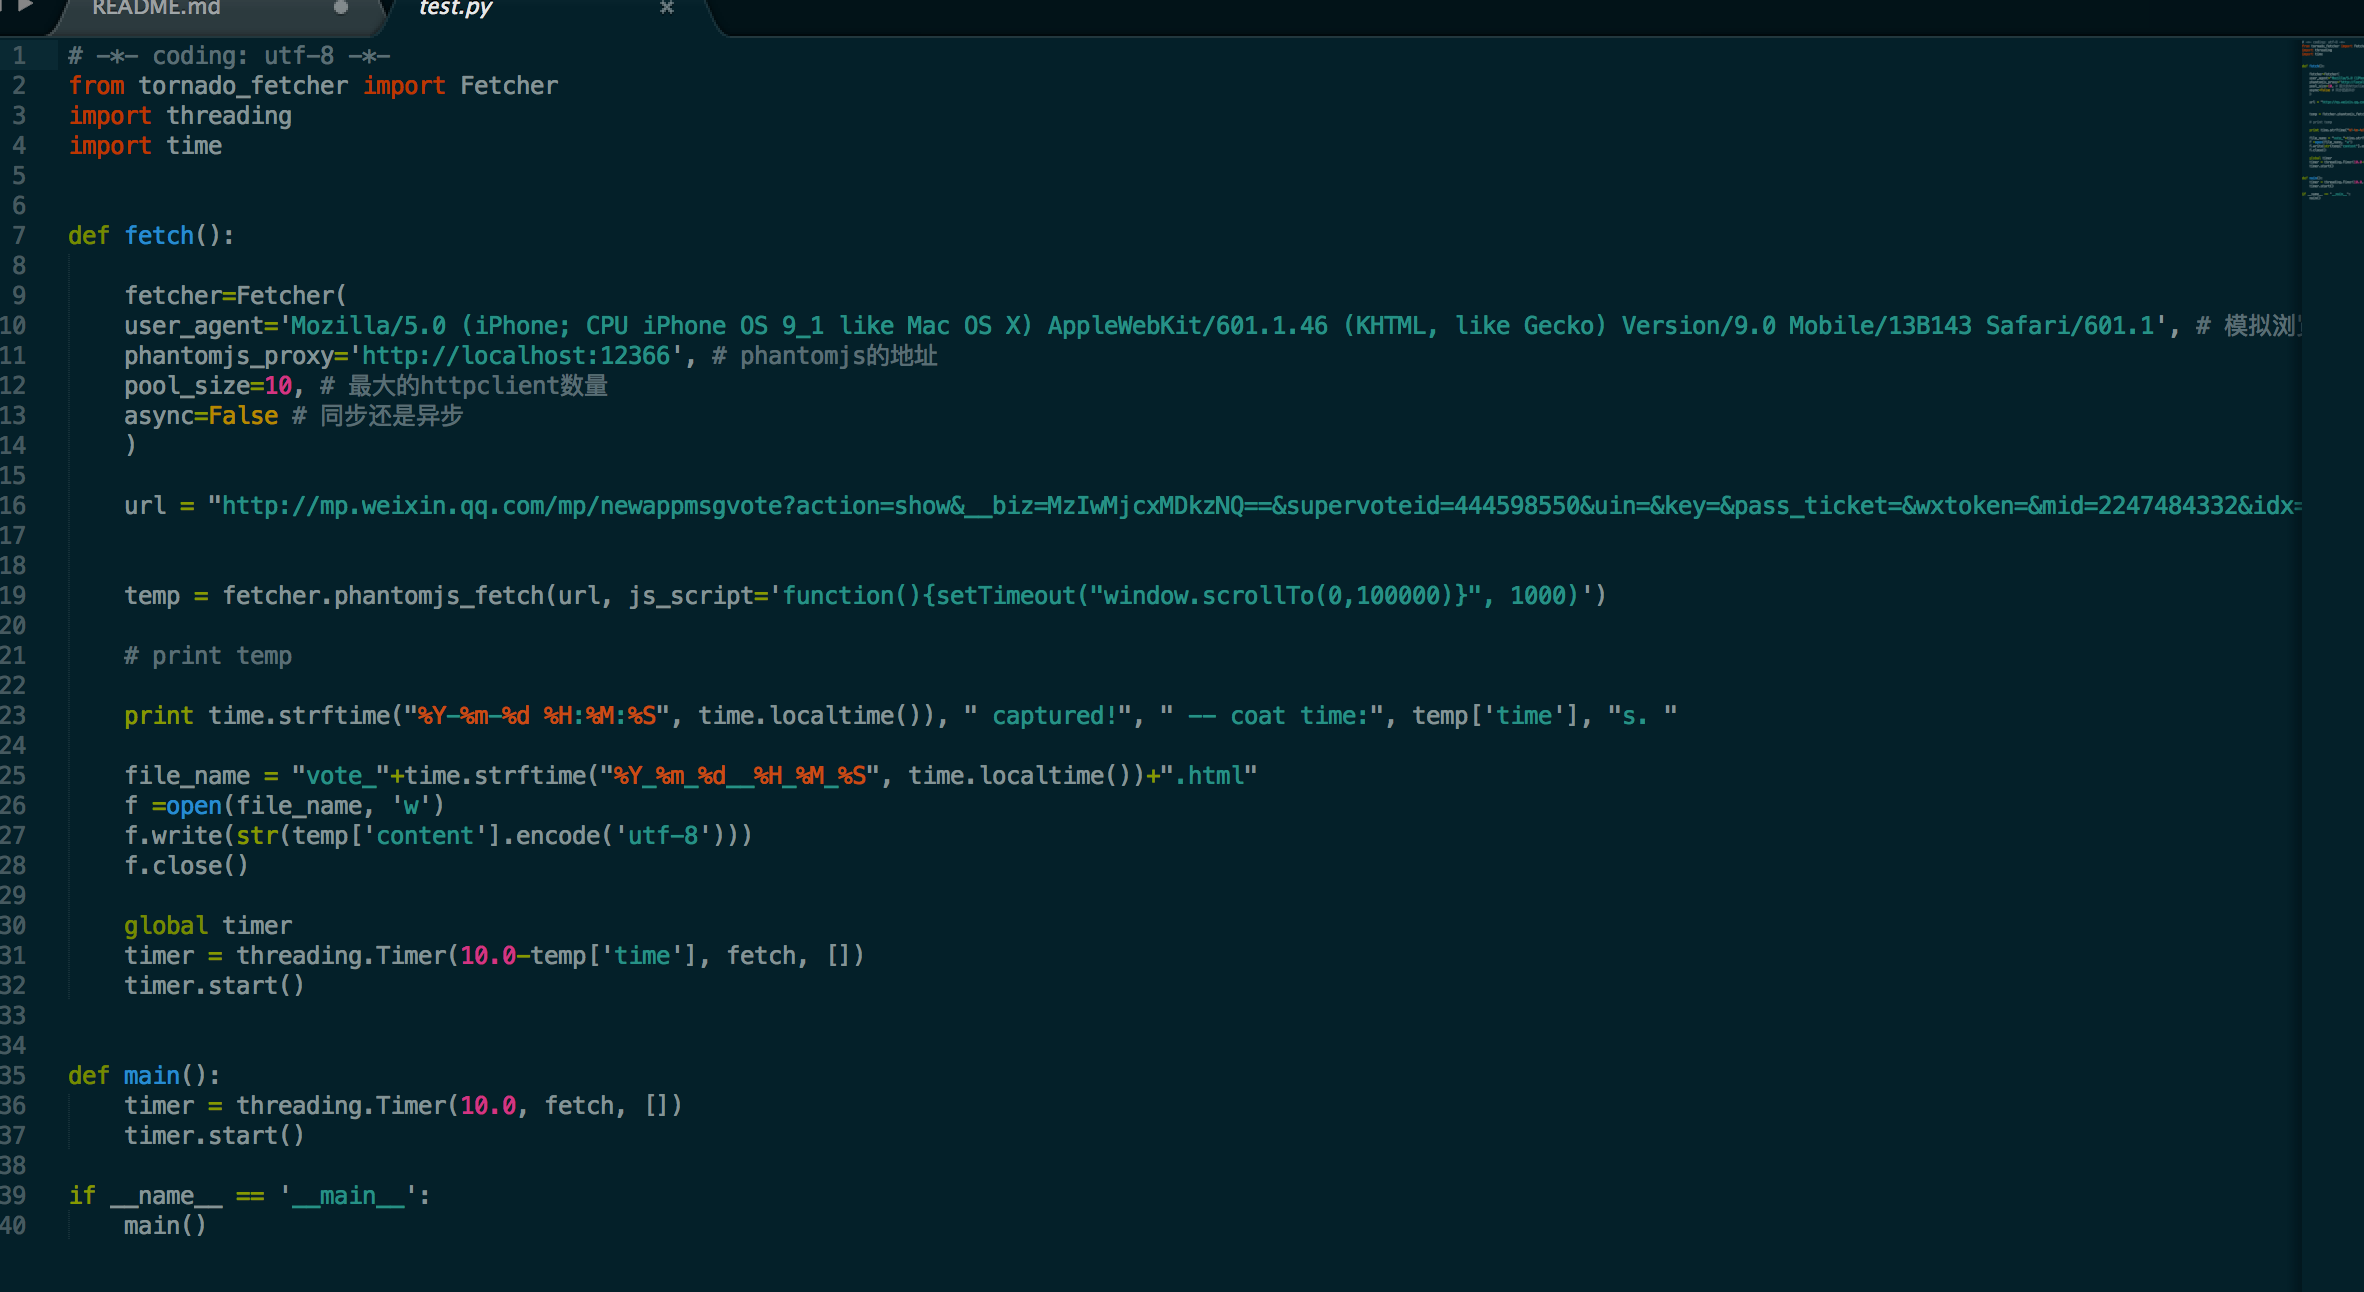 README.md
test.py
1 # -*- coding: utf-8 -*-
2 from tornado_fetcher import Fetcher
3 import threading
4 import time
5
6
7 def fetch():
8
9     fetcher=Fetcher(
10     user_agent='Mozilla/5.0 (iPhone; CPU iPhone OS 9_1 like Mac OS X) AppleWebKit/601.1.46 (KHTML, like Gecko) Version/9.0 Mobile/13B143 Safari/601.1', # 模拟浏
11     phantomjs_proxy='http://localhost:12366', # phantomjs的地址
12     pool_size=10, # 最大的httpclient数量
13     async=False # 同步还是异步
14     )
15
16     url = "http://mp.weixin.qq.com/mp/newappmsgvote?action=show&__biz=MzIwMjcxMDkzNQ==&supervoteid=444598550&uin=&key=&pass_ticket=&wxtoken=&mid=2247484332&idx=
17
18
19     temp = fetcher.phantomjs_fetch(url, js_script='function(){setTimeout("window.scrollTo(0,100000)}", 1000)')
20
21     # print temp
22
23     print time.strftime("%Y-%m-%d %H:%M:%S", time.localtime()), " captured!", " -- coat time:", temp['time'], "s. "
24
25     file_name = "vote_"+time.strftime("%Y_%m_%d__%H_%M_%S", time.localtime())+".html"
26     f =open(file_name, 'w')
27     f.write(str(temp['content'].encode('utf-8')))
28     f.close()
29
30     global timer
31     timer = threading.Timer(10.0-temp['time'], fetch, [])
32     timer.start()
33
34
35 def main():
36     timer = threading.Timer(10.0, fetch, [])
37     timer.start()
38
39 if __name__ == '__main__':
40     main()